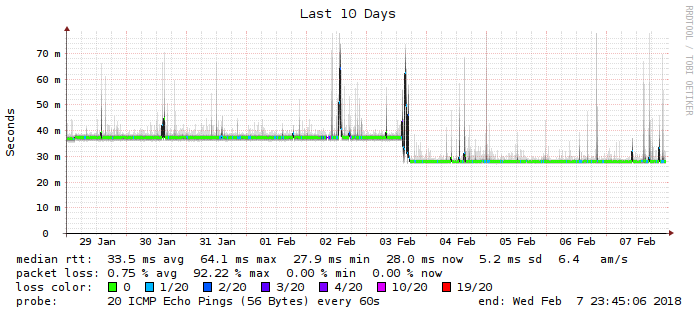 Last 10 Days
RRDTOOL / TOBI OETIKER
Seconds
70 m
60 m
50 m
40 m
30 m
20 m
10 m
0
29 Jan 30 Jan 31 Jan 01 Feb 02 Feb 03 Feb 04 Feb 05 Feb 06 Feb 07 Feb
median rtt: 33.5 ms avg 64.1 ms max 27.9 ms min 28.0 ms now 5.2 ms sd 6.4 am/s
packet loss: 0.75 % avg 92.22 % max 0.00 % min 0.00 % now
loss color: 0 1/20 2/20 3/20 4/20 10/20 19/20
probe: 20 ICMP Echo Pings (56 Bytes) every 60s end: Wed Feb 7 23:45:06 2018